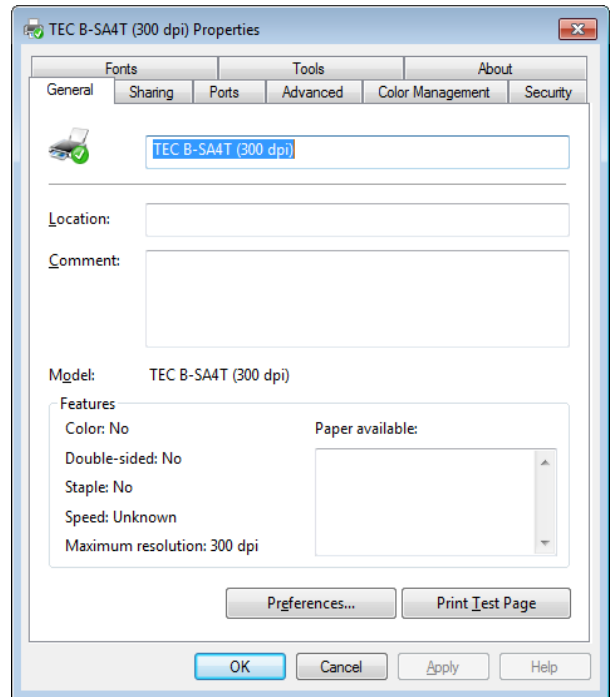 TEC B-SA4T (300 dpi) Properties
Fonts Tools About
General Sharing Ports Advanced Color Management Security
TEC B-SA4T (300 dpi)
Location:
Comment:
Model: TEC B-SA4T (300 dpi)
Features
Color: No Paper available:
Double-sided: No
Staple: No
Speed: Unknown
Maximum resolution: 300 dpi
Preferences... Print Test Page
OK Cancel Apply Help